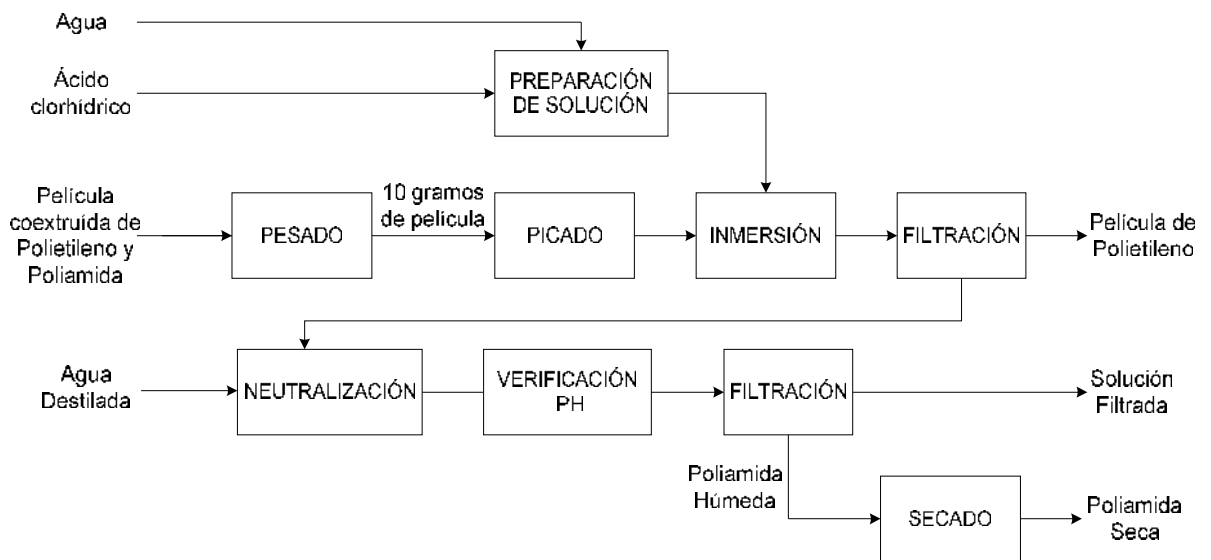 Agua
Ácido
clorhídrico
PREPARACIÓN
DE SOLUCIÓN
Película
coextruída de
Polietileno y
Poliamida
PESADO
10 gramos
de película
PICADO
INMERSIÓN
FILTRACIÓN
Película de
Polietileno
Agua
Destilada
NEUTRALIZACIÓN
VERIFICACIÓN
PH
FILTRACIÓN
Solución
Filtrada
Poliamida
Húmeda
SECADO
Poliamida
Seca